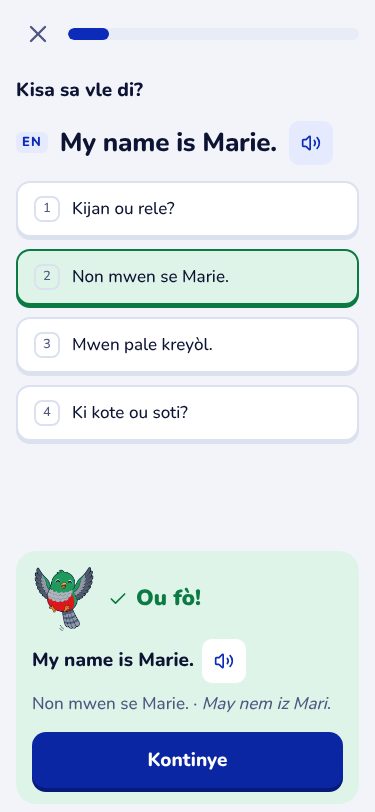 Kisa sa vle di?
EN My name is Marie.
1 Kijan ou rele?
2 Non mwen se Marie.
3 Mwen pale kreyòl.
4 Ki kote ou soti?
Ou fò!
My name is Marie.
Non mwen se Marie. · May nem iz Mari.
Kontinye